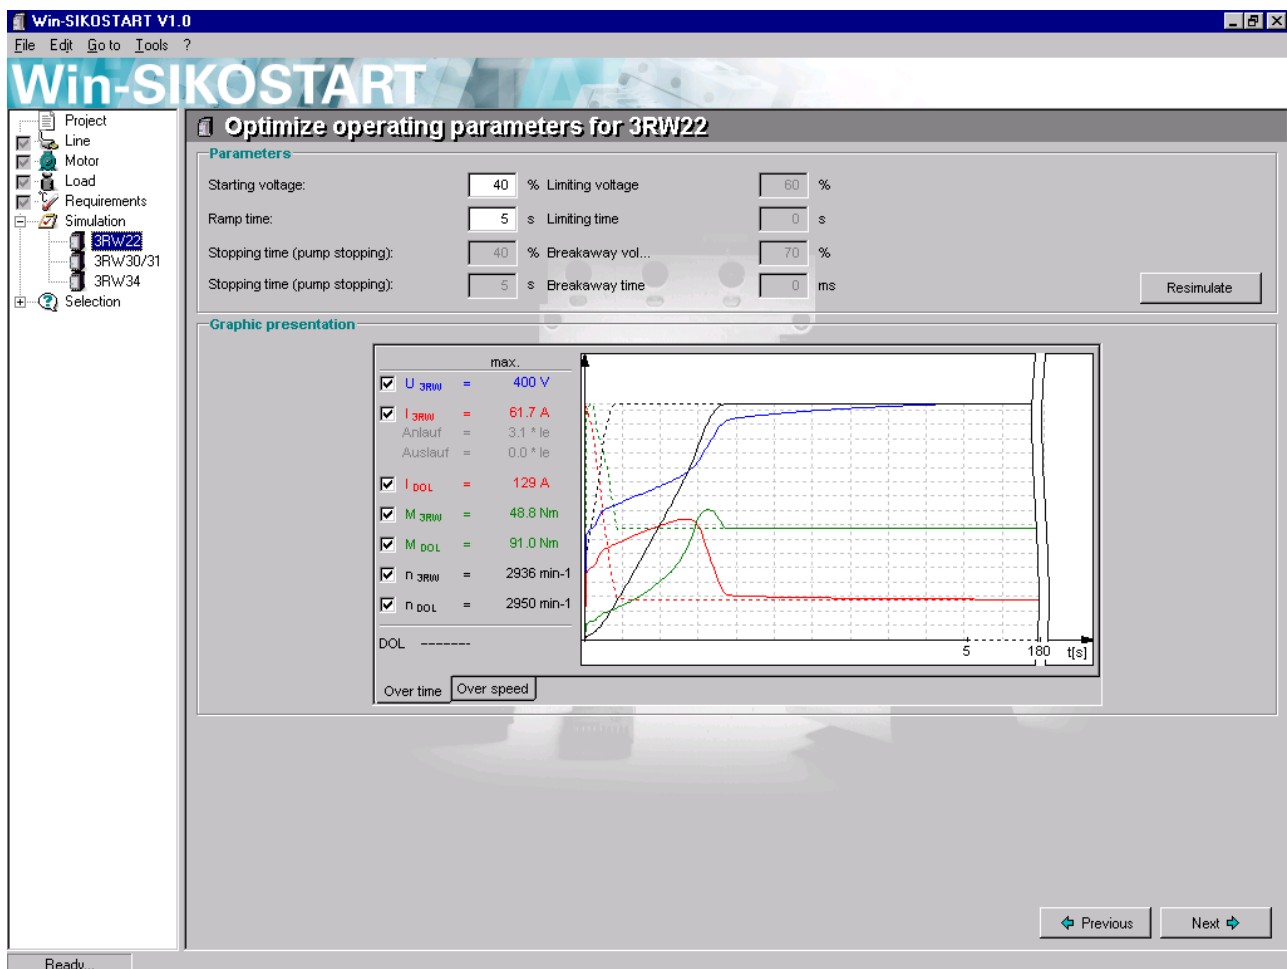 Win-SIKOSTART V1.0
File Edit Go to Tools ?
Win-SIKOSTART
Project
Line
Motor
Load
Requirements
Simulation
3RW22
3RW30/31
3RW34
Selection
Optimize operating parameters for 3RW22
Parameters
Starting voltage: 40 % Limiting voltage 60 %
Ramp time: 5 s Limiting time 0 s
Stopping time (pump stopping): 40 % Breakaway vol... 70 %
Stopping time (pump stopping): 5 s Breakaway time 0 ms
Resimulate
Graphic presentation
max.
U 3RW = 400 V
I 3RW = 61.7 A
Anlauf = 3.1 * Ie
Auslauf = 0.0 * Ie
I DOL = 129 A
M 3RW = 48.8 Nm
M DOL = 91.0 Nm
n 3RW = 2936 min-1
n DOL = 2950 min-1
DOL -------
5 180 t[s]
Over time Over speed
Previous Next
Ready...